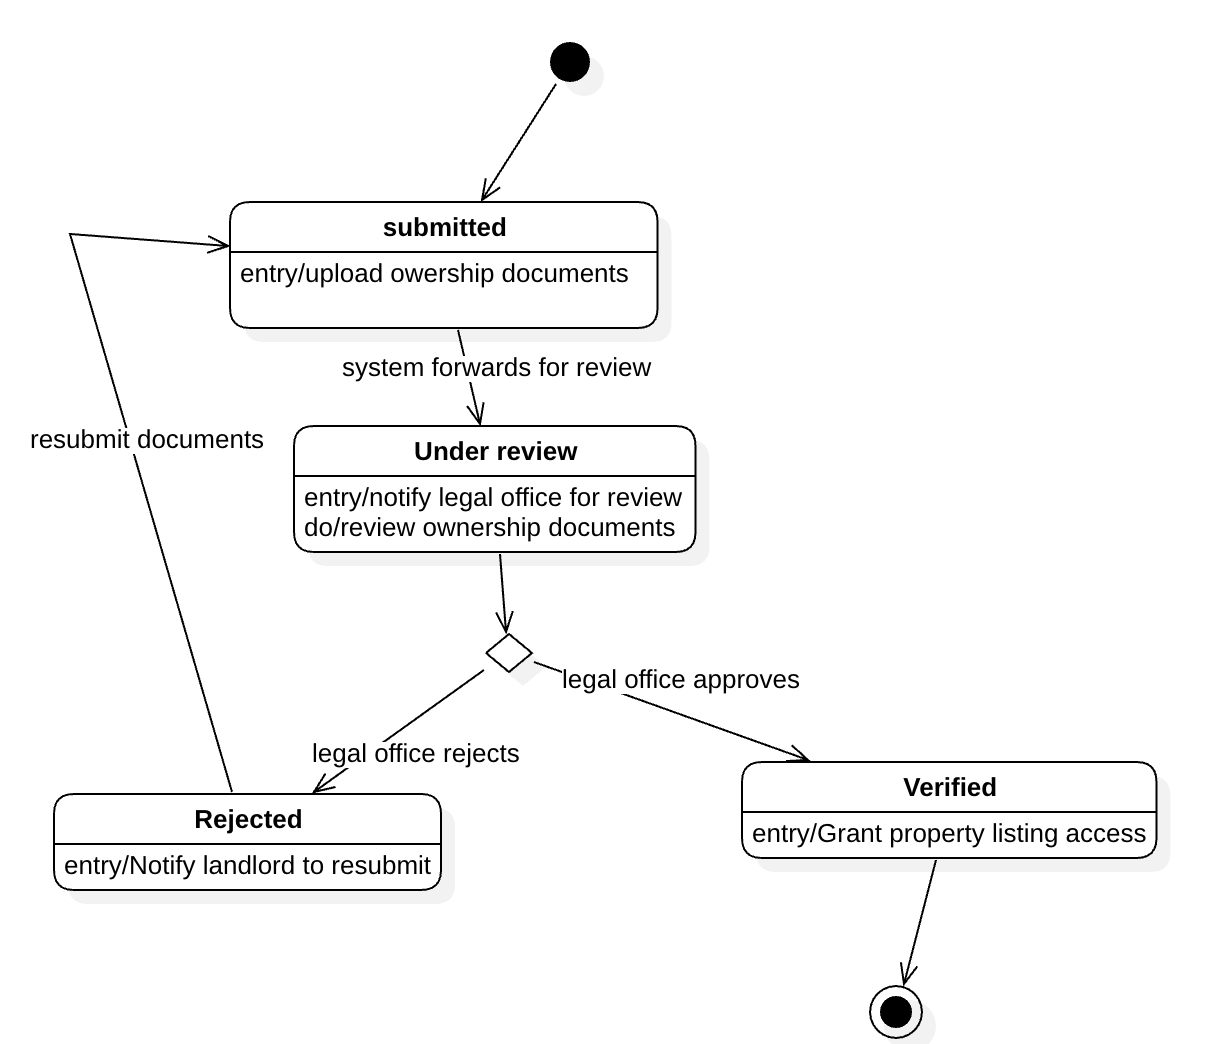 submitted
entry/upload owership documents
system forwards for review
resubmit documents
Under review
entry/notify legal office for review
do/review ownership documents
legal office approves
legal office rejects
Verified
entry/Grant property listing access
Rejected
entry/Notify landlord to resubmit